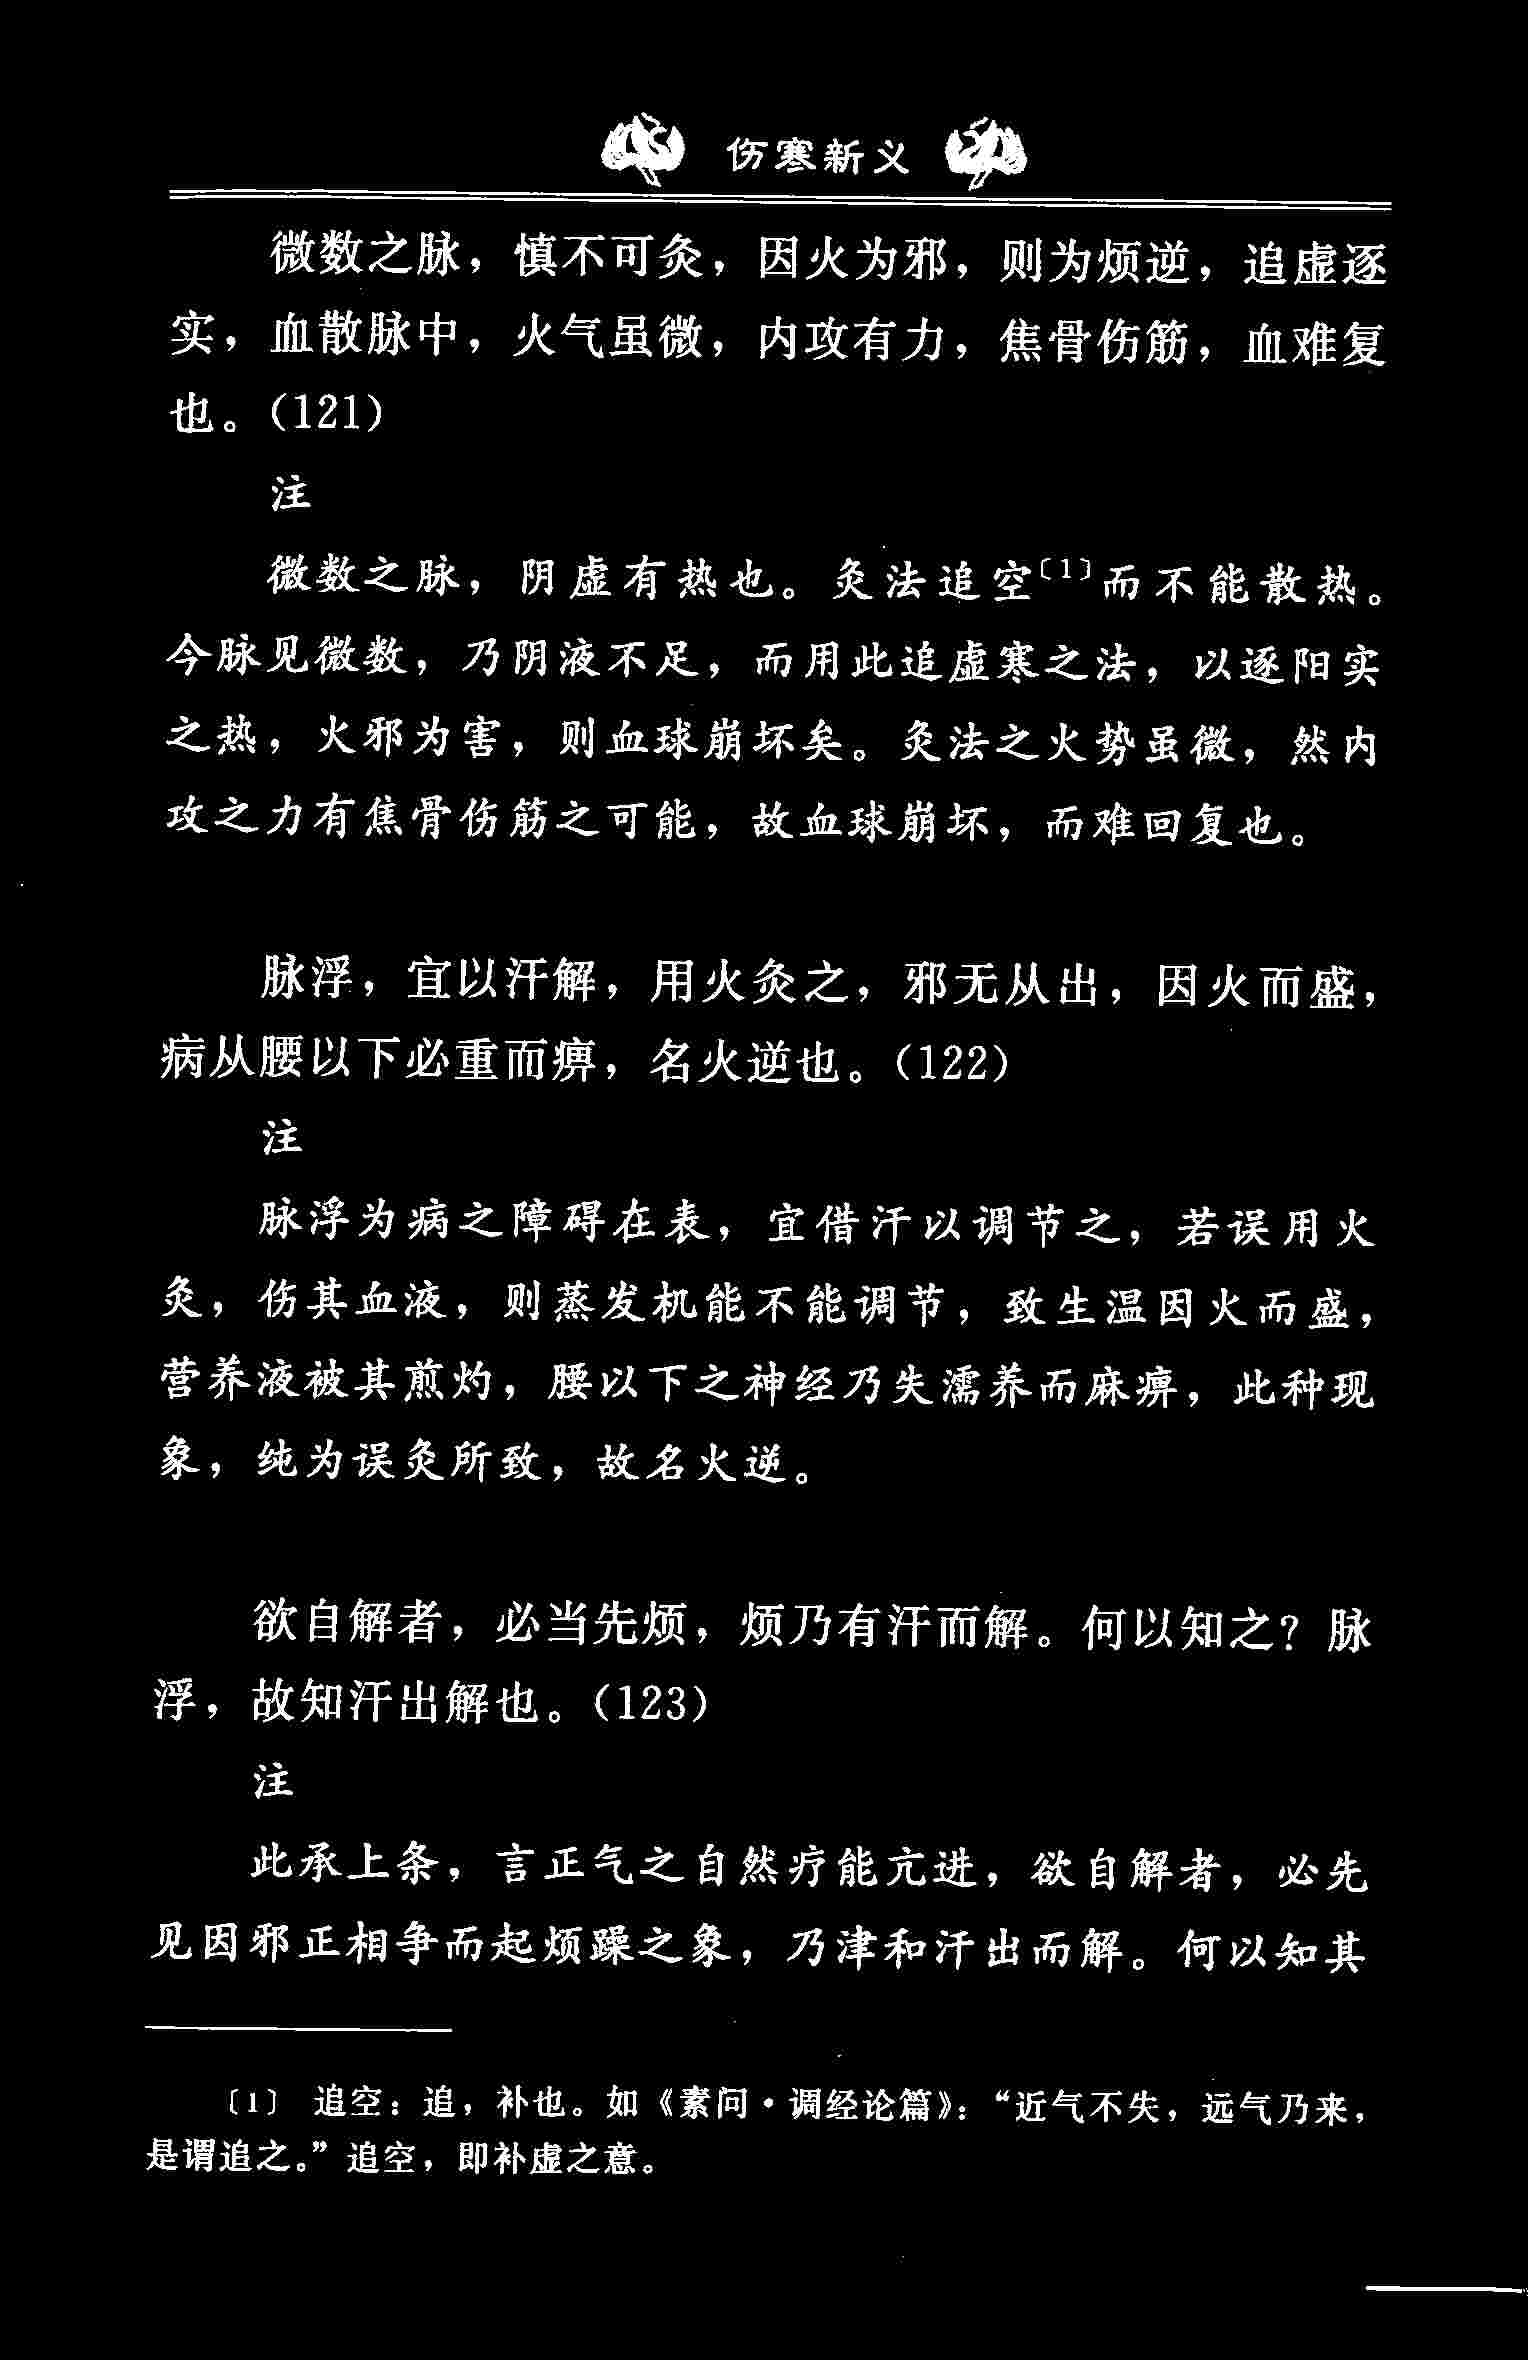 伤寒新义
微数之脉，慎不可灸，因火为邪，则为烦逆，追虚逐
实，血散脉中，火气虽微，内攻有力，焦骨伤筋，血难复
也。（121）
注
微数之脉，阴虚有热也。灸法追空〔1〕而不能散热。
今脉见微数，乃阴液不足，而用此追虚寒之法，以逐阳实
之热，火邪为害，则血球崩坏矣。灸法之火势虽微，然内
攻之力有焦骨伤筋之可能，故血球崩坏，而难回复也。
脉浮，宜以汗解，用火灸之，邪无从出，因火而盛，
病从腰以下必重而痹，名火逆也。（122）
注
脉浮为病之障碍在表，宜借汗以调节之，若误用火
灸，伤其血液，则蒸发机能不能调节，致生温因火而盛，
营养液被其煎灼，腰以下之神经乃失濡养而麻痹，此种现
象，纯为误灸所致，故名火逆。
欲自解者，必当先烦，烦乃有汗而解。何以知之？脉
浮，故知汗出解也。（123）
注
此承上条，言正气之自然疗能亢进，欲自解者，必先
见因邪正相争而起烦躁之象，乃津和汗出而解。何以知其
〔1〕 追空：追，补也。如《素问·调经论篇》：“近气不失，远气乃来，
是谓追之。”追空，即补虚之意。